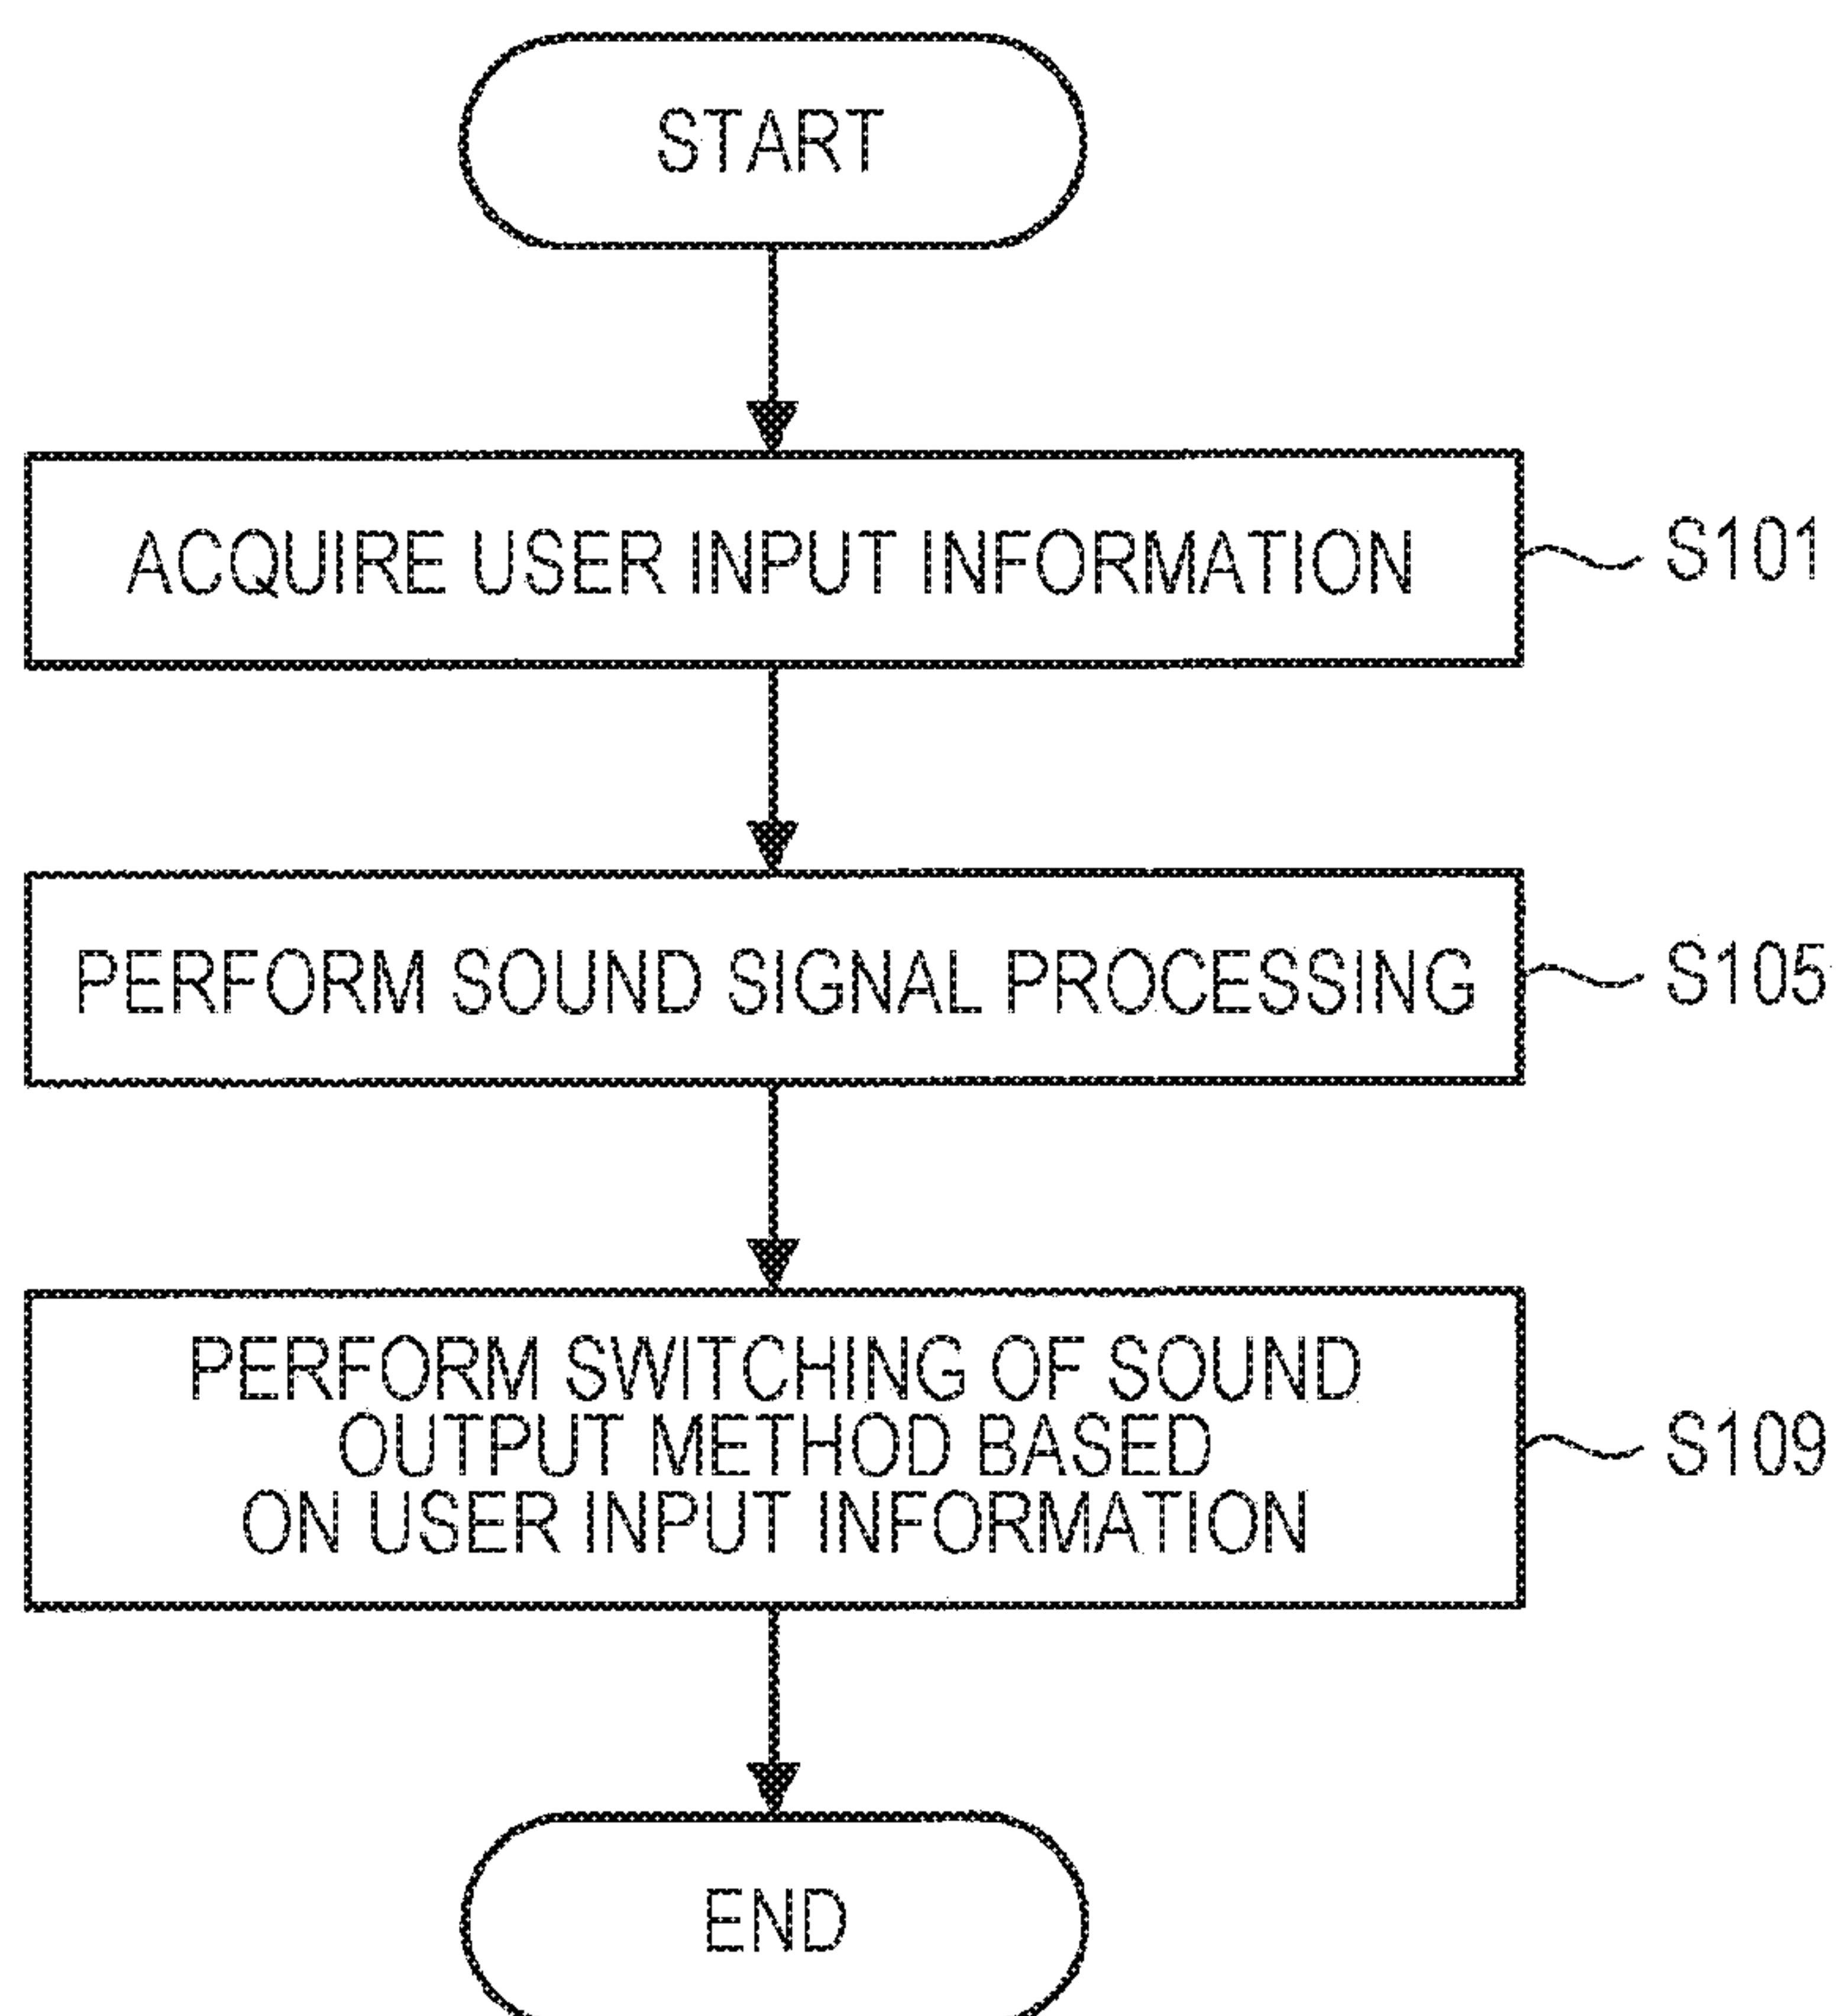 START
ACQUIRE USER INPUT INFORMATION
S101
PERFORM SOUND SIGNAL PROCESSING
S105
PERFORM SWITCHING OF SOUND
OUTPUT METHOD BASED
ON USER INPUT INFORMATION
S109
END